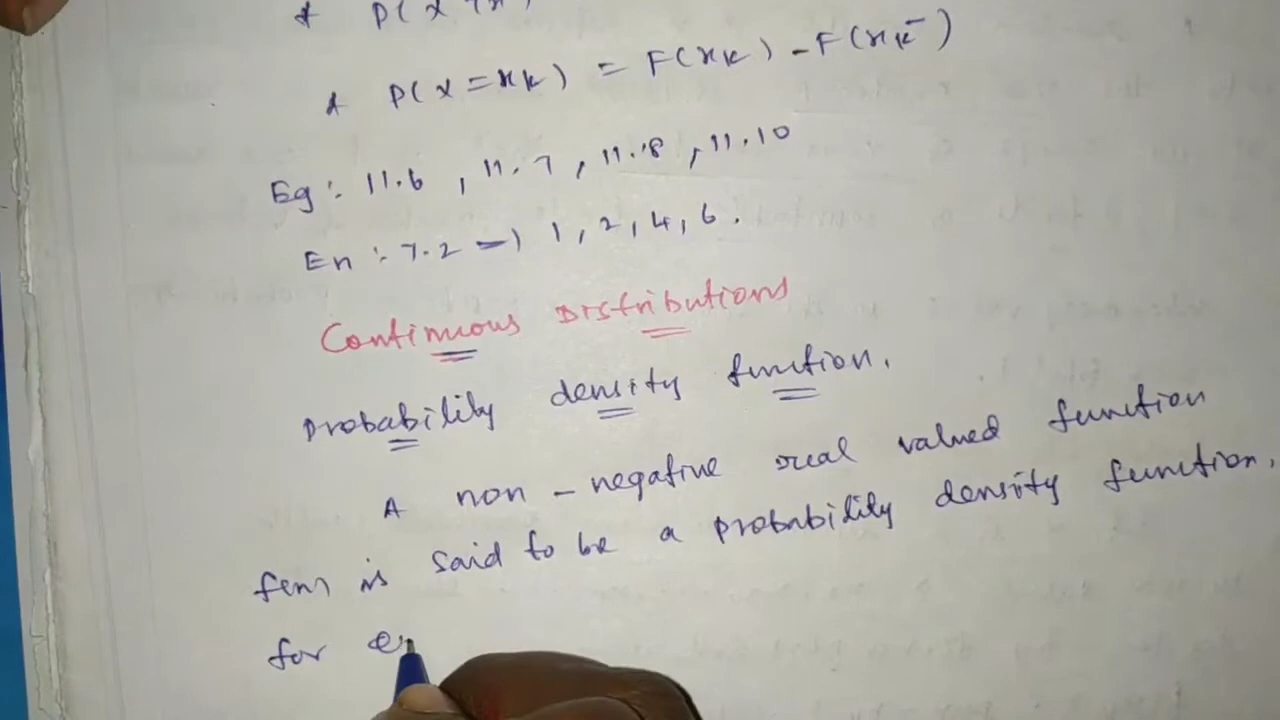 P( X
P( X = xk ) = F(xk) - F(xk⁻)
Eg : 11.6 , 11.7 , 11.8 , 11.10
Ex : 7.2 → 1 , 2 , 4 , 6 .
Continuous Distributions
Probability density function.
A non - negative real valued function
f(x) is said to be a probability density function,
for